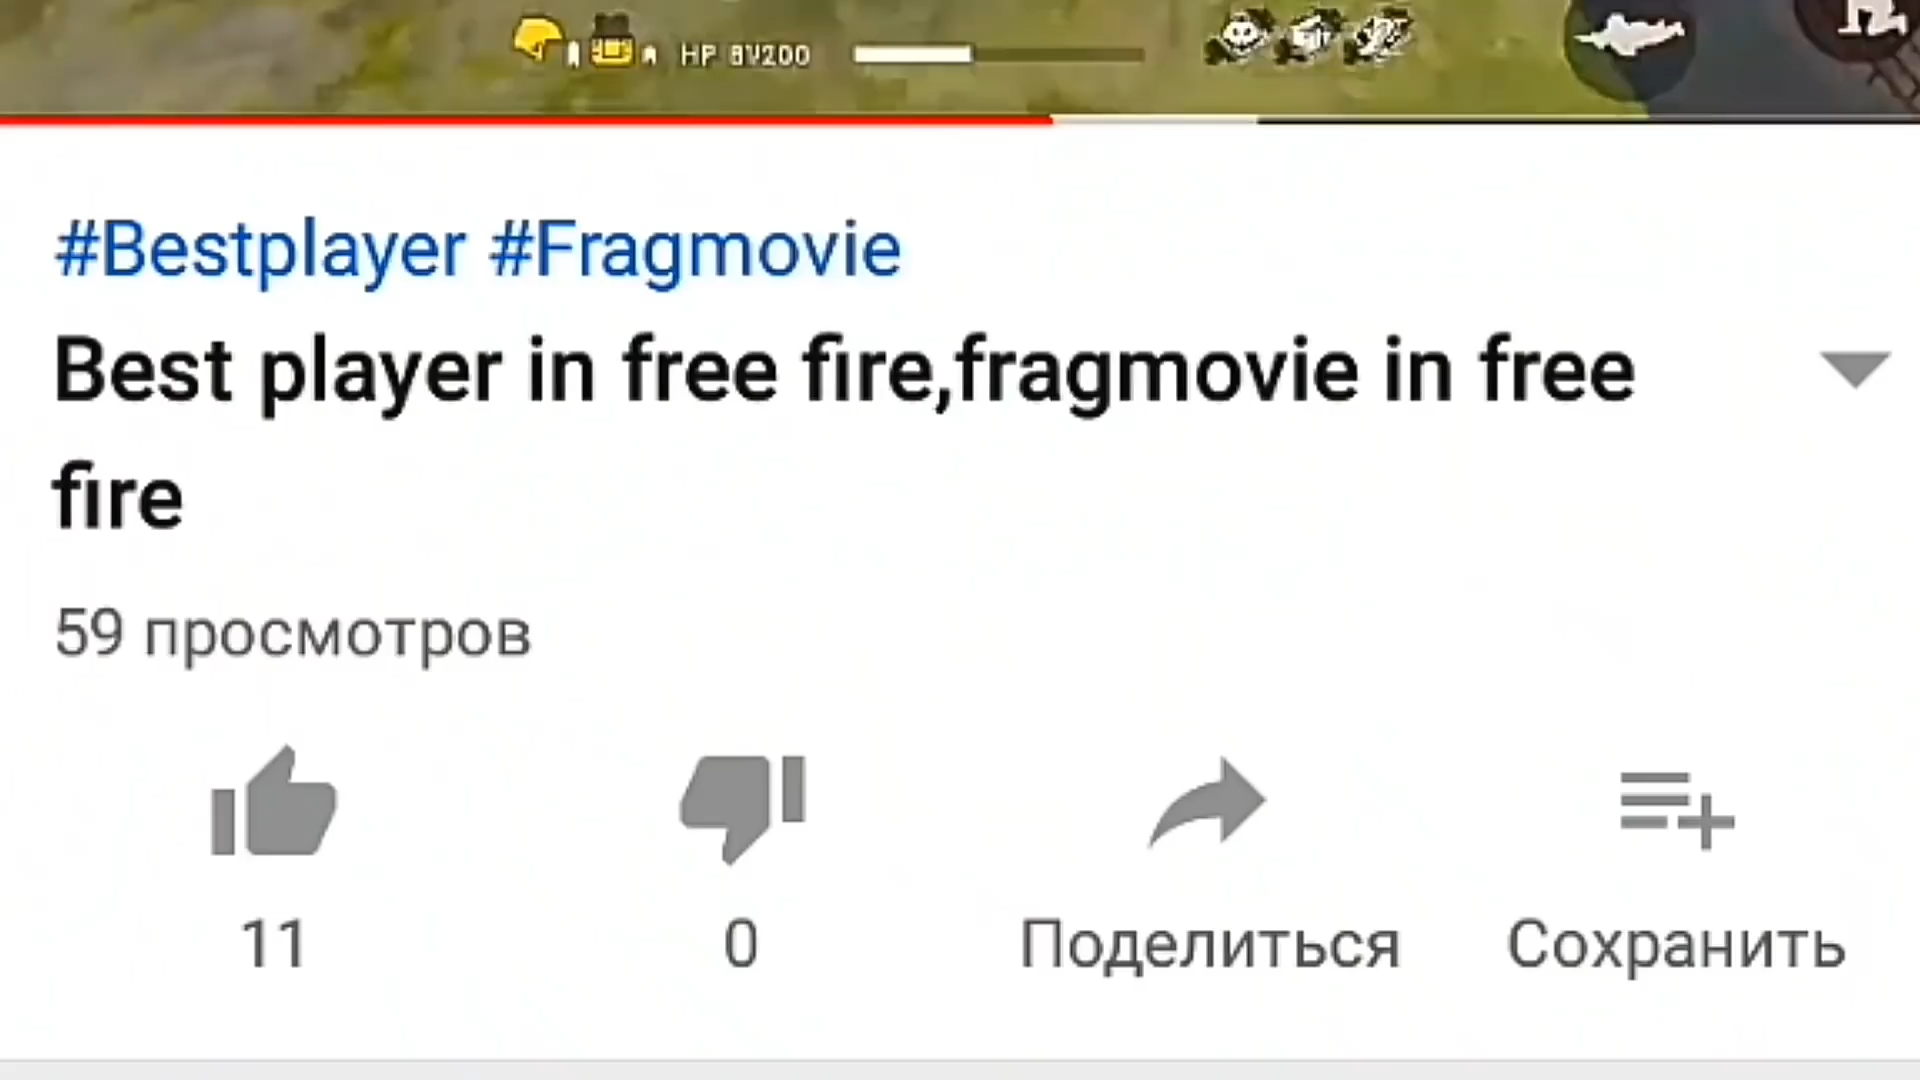 HP 81/200
#Bestplayer #Fragmovie
Best player in free fire,fragmovie in free
fire
59 просмотров
11 0 Поделиться Сохранить